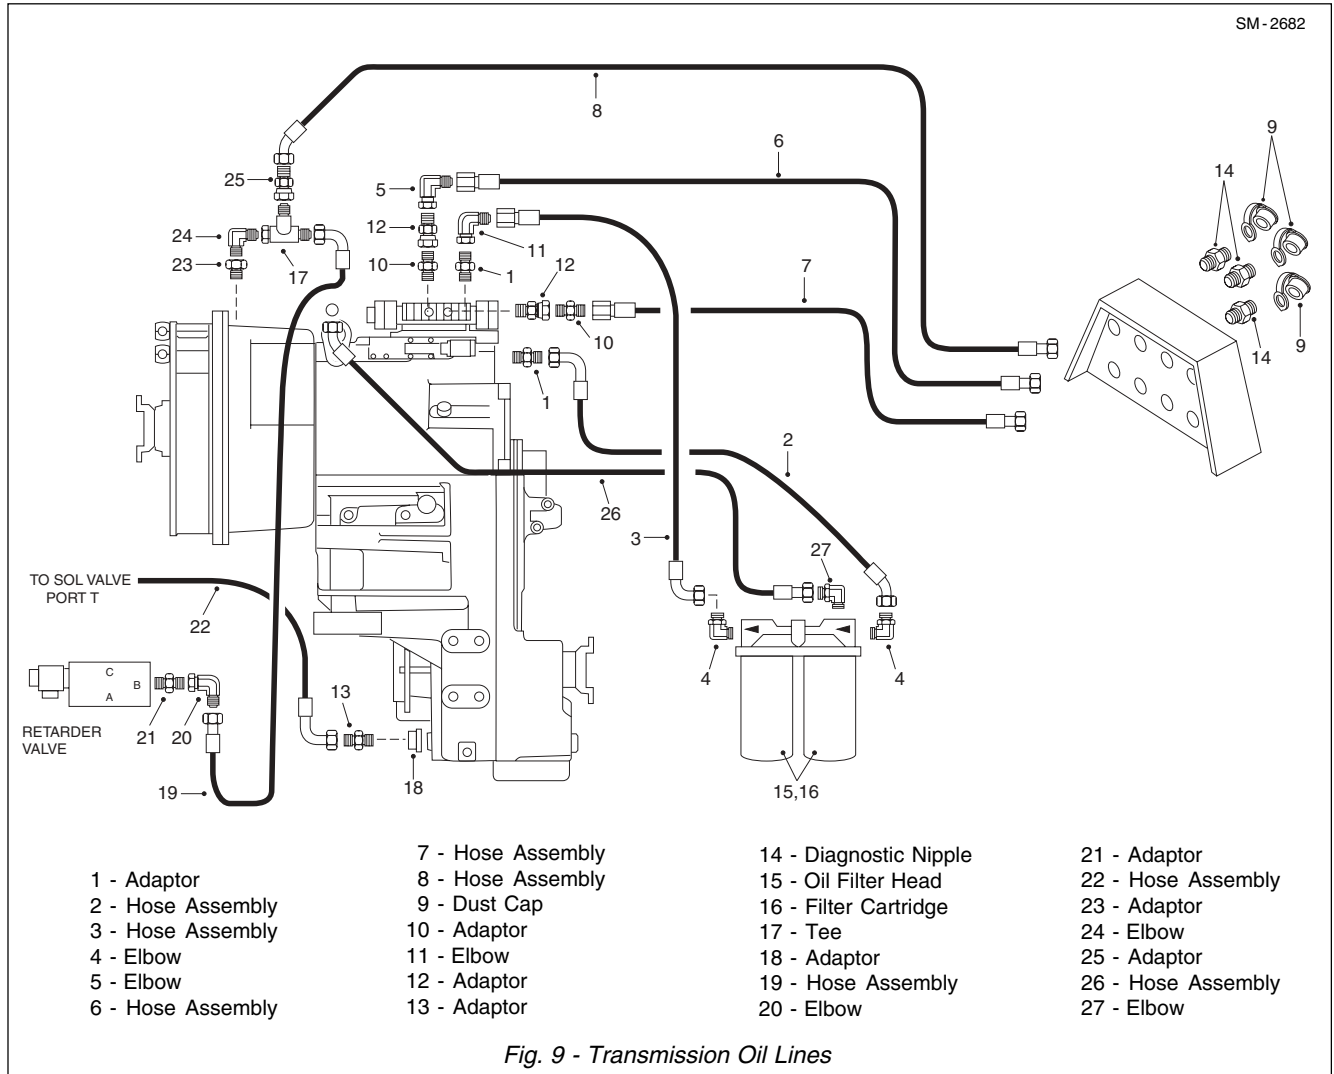 SM-2682
8
9
6
14
25
5
24
12
11
23
17
10
1
12
7
10
14
9
1
2
26
3
27
TO SOL VALVE
PORT T
22
4
4
C
B
A
13
RETARDER
VALVE
21
20
18
19
15,16
1 - Adaptor
2 - Hose Assembly
3 - Hose Assembly
4 - Elbow
5 - Elbow
6 - Hose Assembly
7 - Hose Assembly
8 - Hose Assembly
9 - Dust Cap
10 - Adaptor
11 - Elbow
12 - Adaptor
13 - Adaptor
14 - Diagnostic Nipple
15 - Oil Filter Head
16 - Filter Cartridge
17 - Tee
18 - Adaptor
19 - Hose Assembly
20 - Elbow
21 - Adaptor
22 - Hose Assembly
23 - Adaptor
24 - Elbow
25 - Adaptor
26 - Hose Assembly
27 - Elbow
Fig. 9 - Transmission Oil Lines